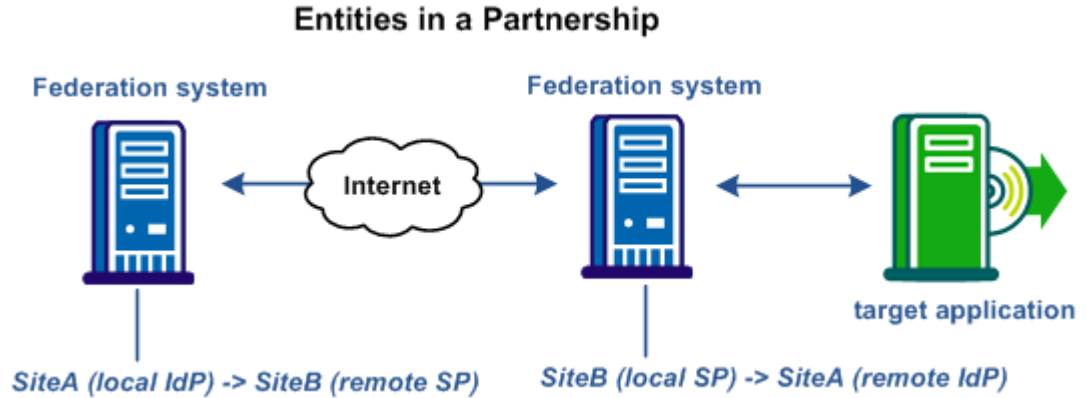 Entities in a Partnership
Federation system
Federation system
Internet
target application
SiteA (local IdP) -> SiteB (remote SP)
SiteB (local SP) -> SiteA (remote IdP)